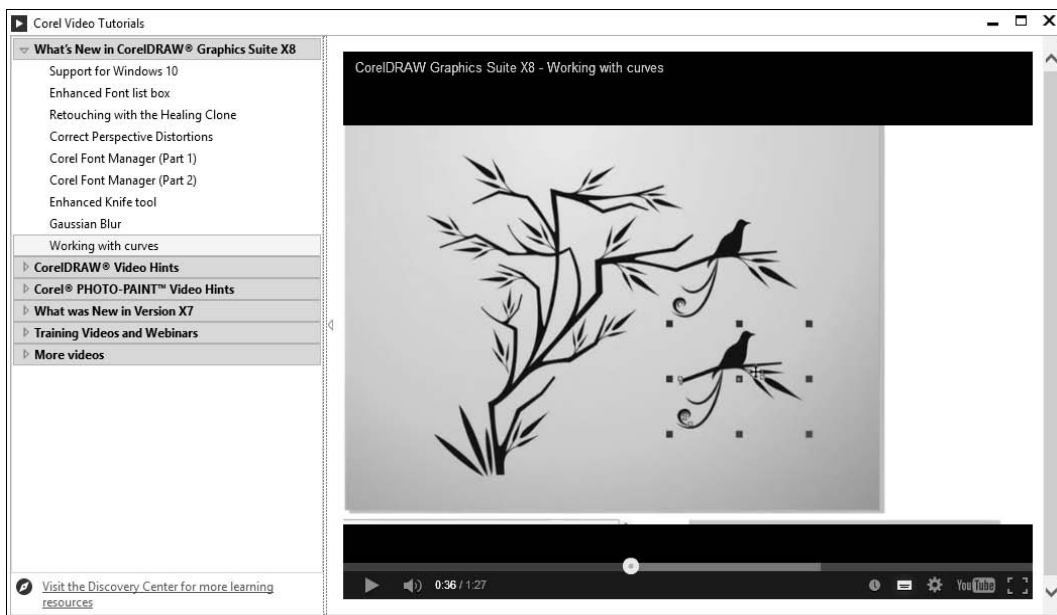 Corel Video Tutorials
What's New in CorelDRAW® Graphics Suite X8
Support for Windows 10
Enhanced Font list box
Retouching with the Healing Clone
Correct Perspective Distortions
Corel Font Manager (Part 1)
Corel Font Manager (Part 2)
Enhanced Knife tool
Gaussian Blur
Working with curves
CorelDRAW® Video Hints
Corel® PHOTO-PAINT™ Video Hints
What was New in Version X7
Training Videos and Webinars
More videos
Visit the Discovery Center for more learning
resources
CorelDRAW Graphics Suite X8 - Working with curves
0:36 / 1:27
YouTube